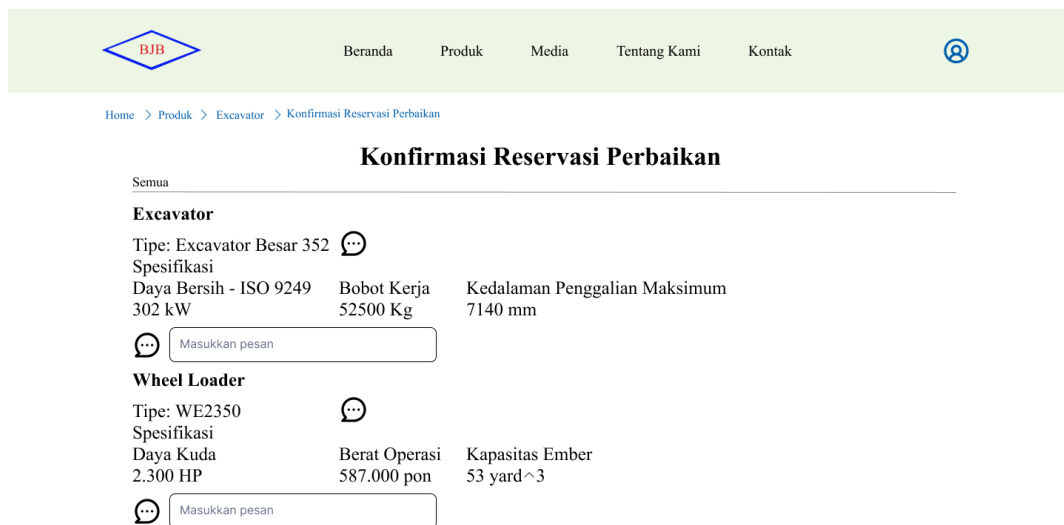 BJB
Beranda Produk Media Tentang Kami Kontak
Home > Produk > Excavator > Konfirmasi Reservasi Perbaikan
Konfirmasi Reservasi Perbaikan
Semua
Excavator
Tipe: Excavator Besar 352
Spesifikasi
Daya Bersih - ISO 9249 Bobot Kerja Kedalaman Penggalian Maksimum
302 kW 52500 Kg 7140 mm
Masukkan pesan
Wheel Loader
Tipe: WE2350
Spesifikasi
Daya Kuda Berat Operasi Kapasitas Ember
2.300 HP 587.000 pon 53 yard^3
Masukkan pesan